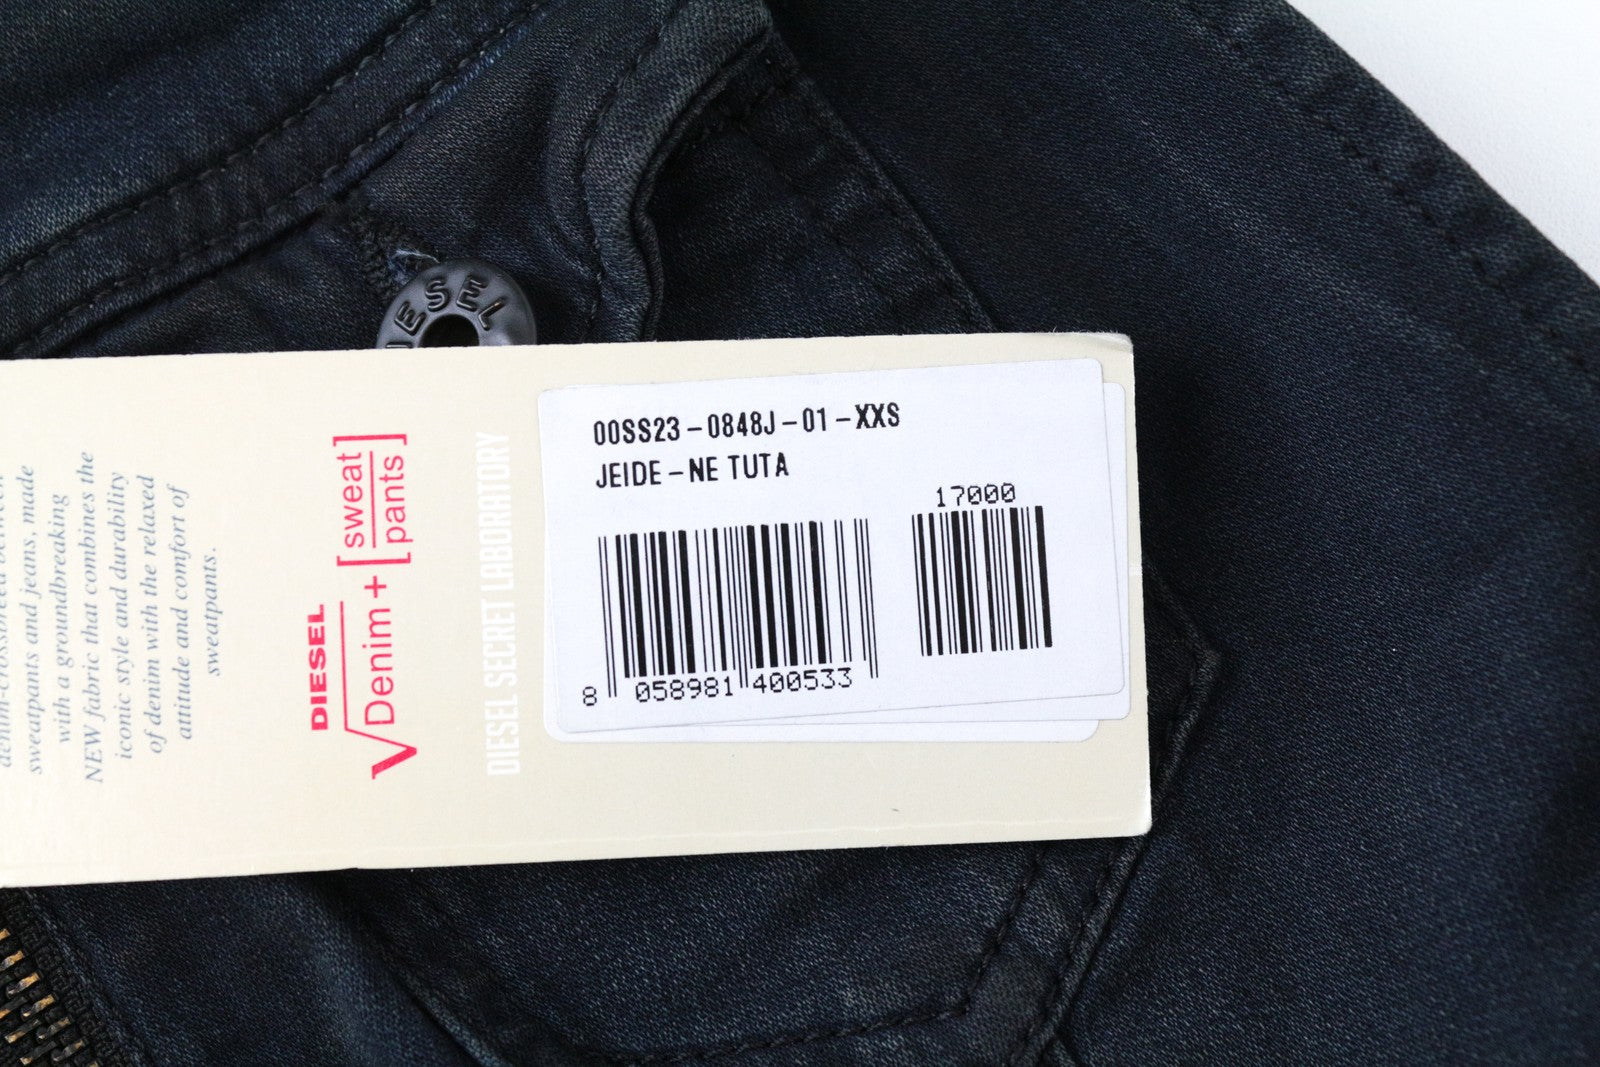 ESEL
00SS23-0848J-01-XXS
JEIDE-NE TUTA
17000
8 058981 400533
DIESEL SECRET LABORATORY
DIESEL
√Denim+[sweat
pants]
sweatpants and jeans, made
with a groundbreaking
NEW fabric that combines the
iconic style and durability
of denim with the relaxed
attitude and comfort of
sweatpants.